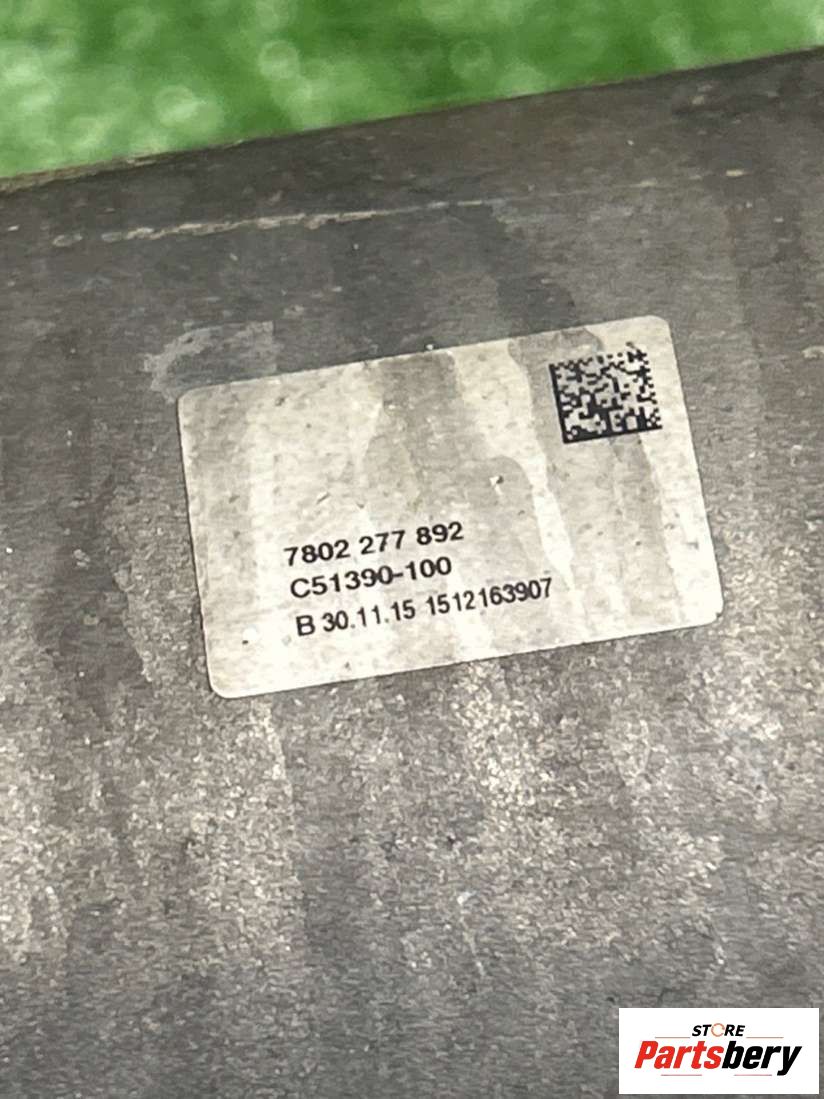 7802 277 892
C51390-100
B 30.11.15 1512163907
STORE
Partsbery